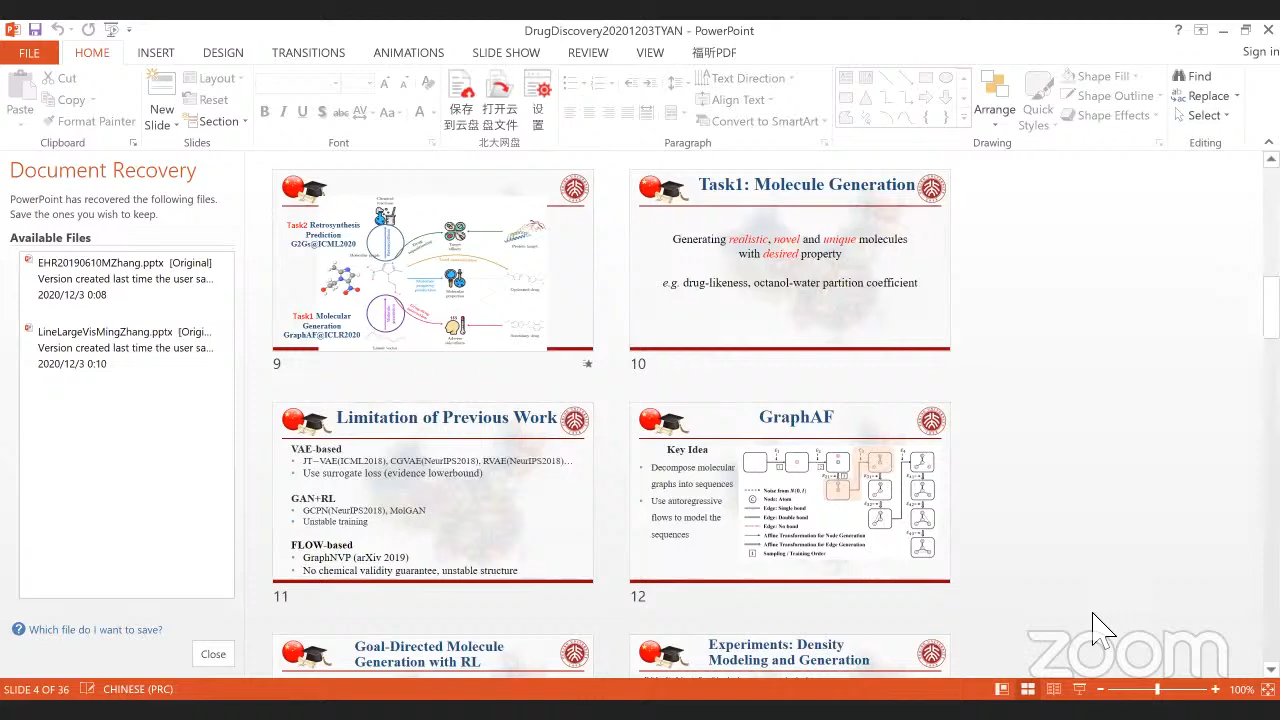 DrugDiscovery20201203TYAN - PowerPoint
FILE HOME INSERT DESIGN TRANSITIONS ANIMATIONS SLIDE SHOW REVIEW VIEW 福昕PDF Sign in
Cut
Copy
Format Painter
Paste
Clipboard
New
Slide
Layout
Reset
Section
Slides
Font
保存
到云盘
打开云
盘文件
设
置
北大网盘
Text Direction
Align Text
Convert to SmartArt
Paragraph
Arrange
Quick
Styles
Shape Fill
Shape Outline
Shape Effects
Drawing
Find
Replace
Select
Editing
Document Recovery
PowerPoint has recovered the following files.
Save the ones you wish to keep.
Available Files
EHR20190610MZhang.pptx [Original]
Version created last time the user sa...
2020/12/3 0:08
LineLargeVisMingZhang.pptx [Origi...
Version created last time the user sa...
2020/12/3 0:10
Which file do I want to save?
Close
Task2 Retrosynthesis
Prediction
G2Gs@ICML2020
Task1 Molecular
Generation
GraphAF@ICLR2020
9
Task1: Molecule Generation
Generating realistic, novel and unique molecules
with desired property
e.g. drug-likeness, octanol-water partition coefficient
10
Limitation of Previous Work
VAE-based
• JT-VAE(ICML2018), CGVAE(NeurIPS2018), RVAE(NeurIPS2018)…
• Use surrogate loss (evidence lowerbound)
GAN+RL
• GCPN(NeurIPS2018), MolGAN
• Unstable training
FLOW-based
• GraphNVP (arXiv 2019)
• No chemical validity guarantee, unstable structure
11
GraphAF
Key Idea
• Decompose molecular
graphs into sequences
• Use autoregressive
flows to model the
sequences
Noise from N(0, I)
Node: Atom
Edge: Single bond
Edge: Double bond
Edge: No bond
Affine Transformation for Node Generation
Affine Transformation for Edge Generation
Sampling / Training Order
12
Goal-Directed Molecule
Generation with RL
Experiments: Density
Modeling and Generation
zoom
SLIDE 4 OF 36 CHINESE (PRC) 100%